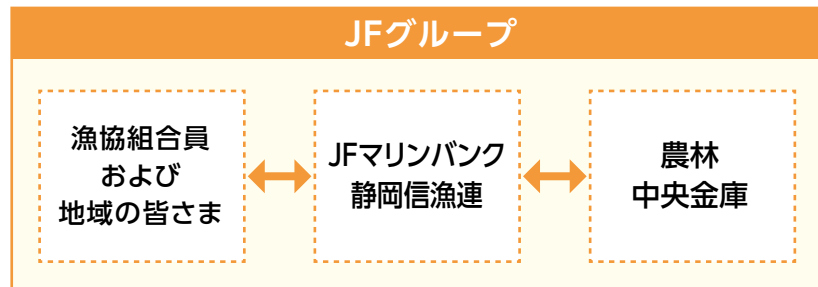 JFグループ
漁協組合員
および
地域の皆さま
JFマリンバンク
静岡信漁連
農林
中央金庫